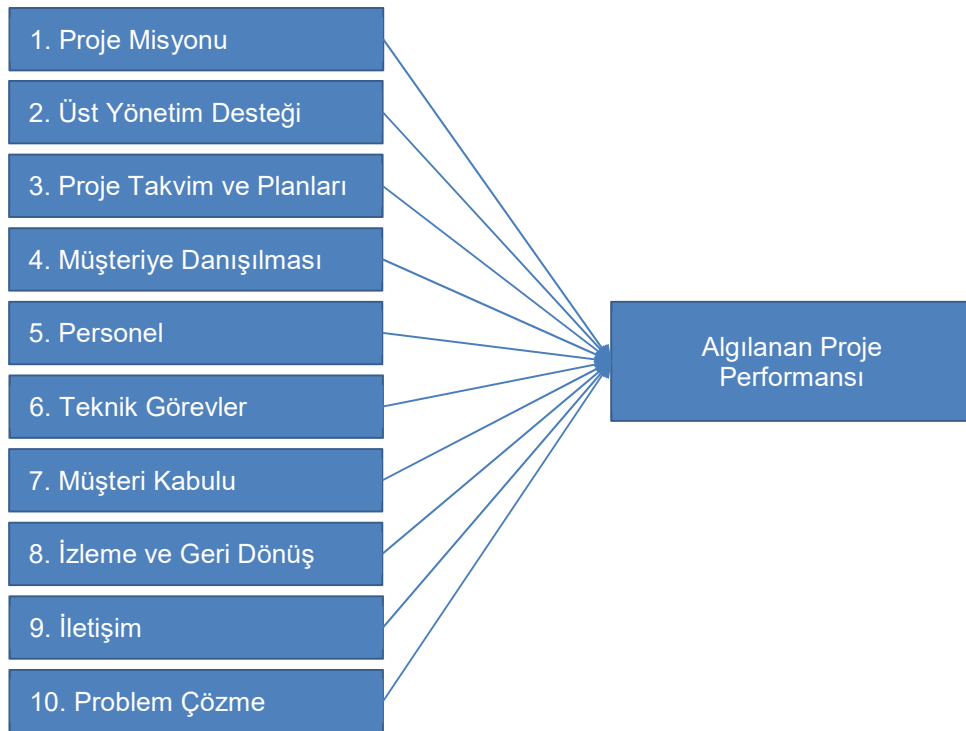 1. Proje Misyonu
2. Üst Yönetim Desteği
3. Proje Takvim ve Planları
4. Müşteriye Danışılması
5. Personel
6. Teknik Görevler
7. Müşteri Kabulu
8. İzleme ve Geri Dönüş
9. İletişim
10. Problem Çözme
Algılanan Proje
Performansı